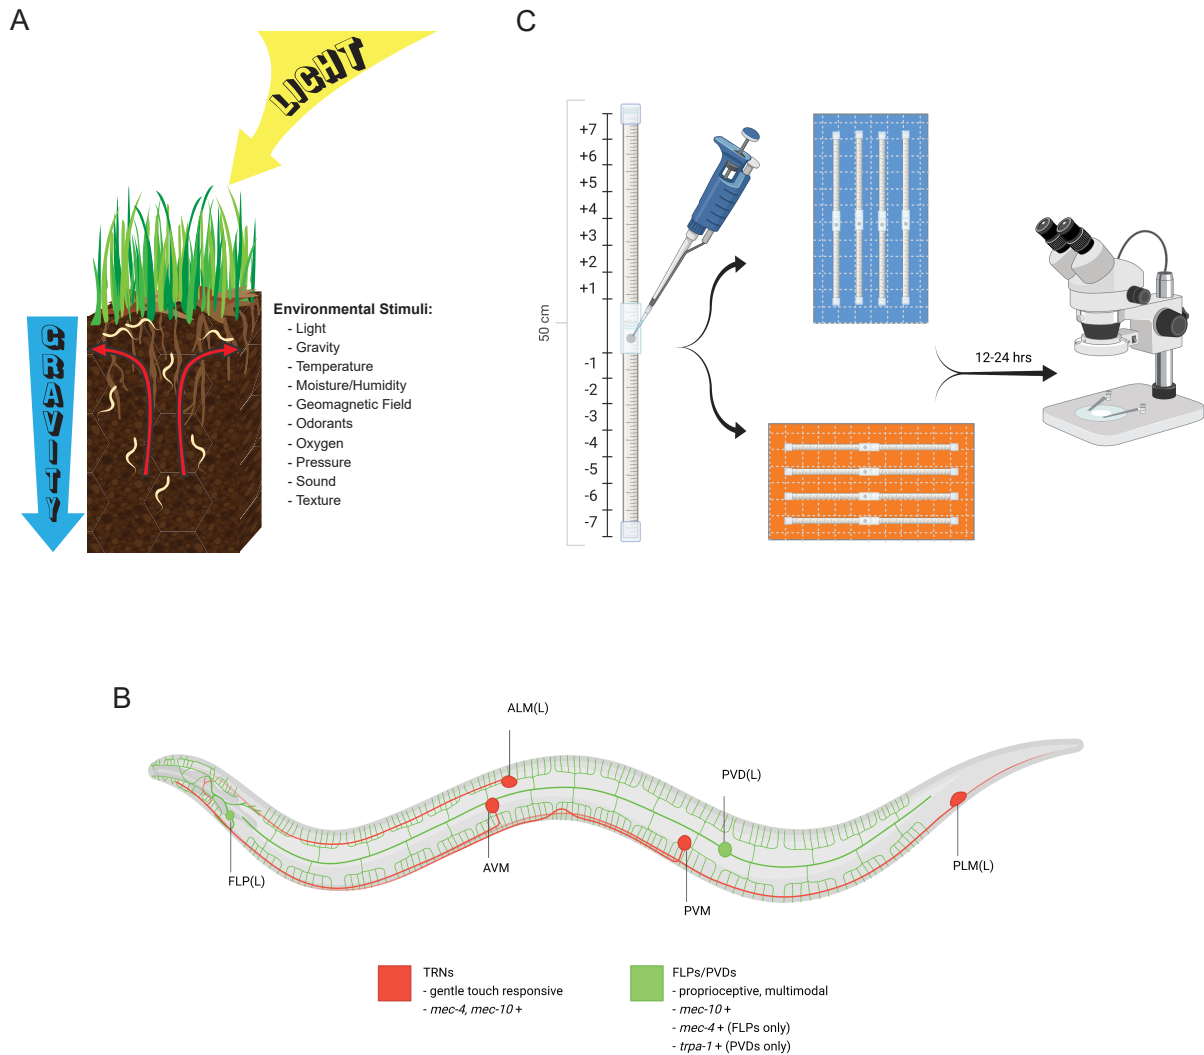 A
LIGHT
GRAVITY
Environmental Stimuli:
- Light
- Gravity
- Temperature
- Moisture/Humidity
- Geomagnetic Field
- Odorants
- Oxygen
- Pressure
- Sound
- Texture
C
50 cm
+7
+6
+5
+4
+3
+2
+1
-1
-2
-3
-4
-5
-6
-7
12-24 hrs
B
ALM(L)
PVD(L)
FLP(L)
AVM
PVM
PLM(L)
TRNs
- gentle touch responsive
- mec-4, mec-10 +
FLPs/PVDs
- proprioceptive, multimodal
- mec-10 +
- mec-4 + (FLPs only)
- trpa-1 + (PVDs only)